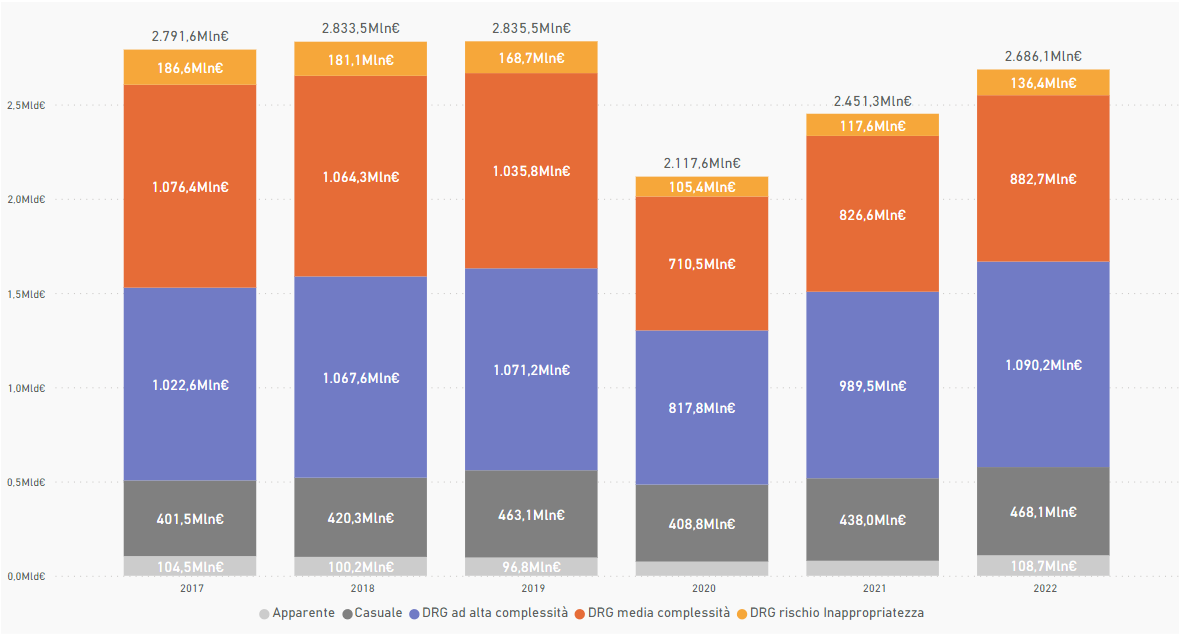 2.791,6Mln€ 2.833,5Mln€ 2.835,5Mln€ 2.117,6Mln€ 2.451,3Mln€ 2.686,1Mln€
186,6Mln€ 181,1Mln€ 168,7Mln€ 105,4Mln€ 117,6Mln€ 136,4Mln€
1.076,4Mln€ 1.064,3Mln€ 1.035,8Mln€ 710,5Mln€ 826,6Mln€ 882,7Mln€
1.022,6Mln€ 1.067,6Mln€ 1.071,2Mln€ 817,8Mln€ 989,5Mln€ 1.090,2Mln€
401,5Mln€ 420,3Mln€ 463,1Mln€ 408,8Mln€ 438,0Mln€ 468,1Mln€
104,5Mln€ 100,2Mln€ 96,8Mln€ 108,7Mln€
2,5Mld€
2,0Mld€
1,5Mld€
1,0Mld€
0,5Mld€
0,0Mld€
2017 2018 2019 2020 2021 2022
Apparente Casuale DRG ad alta complessità DRG media complessità DRG rischio Inappropriatezza